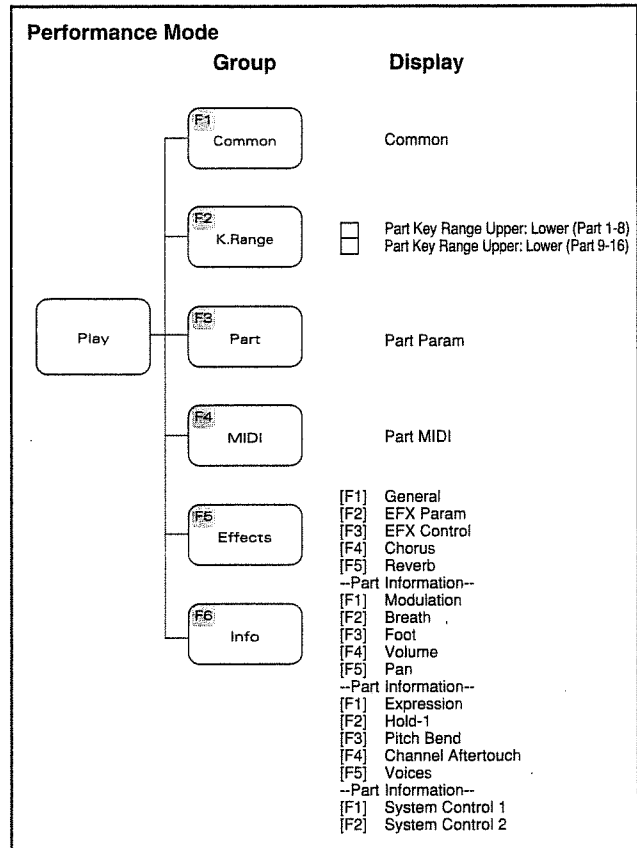 Performance Mode
Group Display
F1 Common Common
F2 K.Range Part Key Range Upper: Lower (Part 1-8)
Part Key Range Upper: Lower (Part 9-16)
Play
F3 Part Part Param
F4 MIDI Part MIDI
F5 Effects
[F1] General
[F2] EFX Param
[F3] EFX Control
[F4] Chorus
[F5] Reverb
F6 Info
--Part Information--
[F1] Modulation
[F2] Breath
[F3] Foot
[F4] Volume
[F5] Pan
--Part Information--
[F1] Expression
[F2] Hold-1
[F3] Pitch Bend
[F4] Channel Aftertouch
[F5] Voices
--Part Information--
[F1] System Control 1
[F2] System Control 2